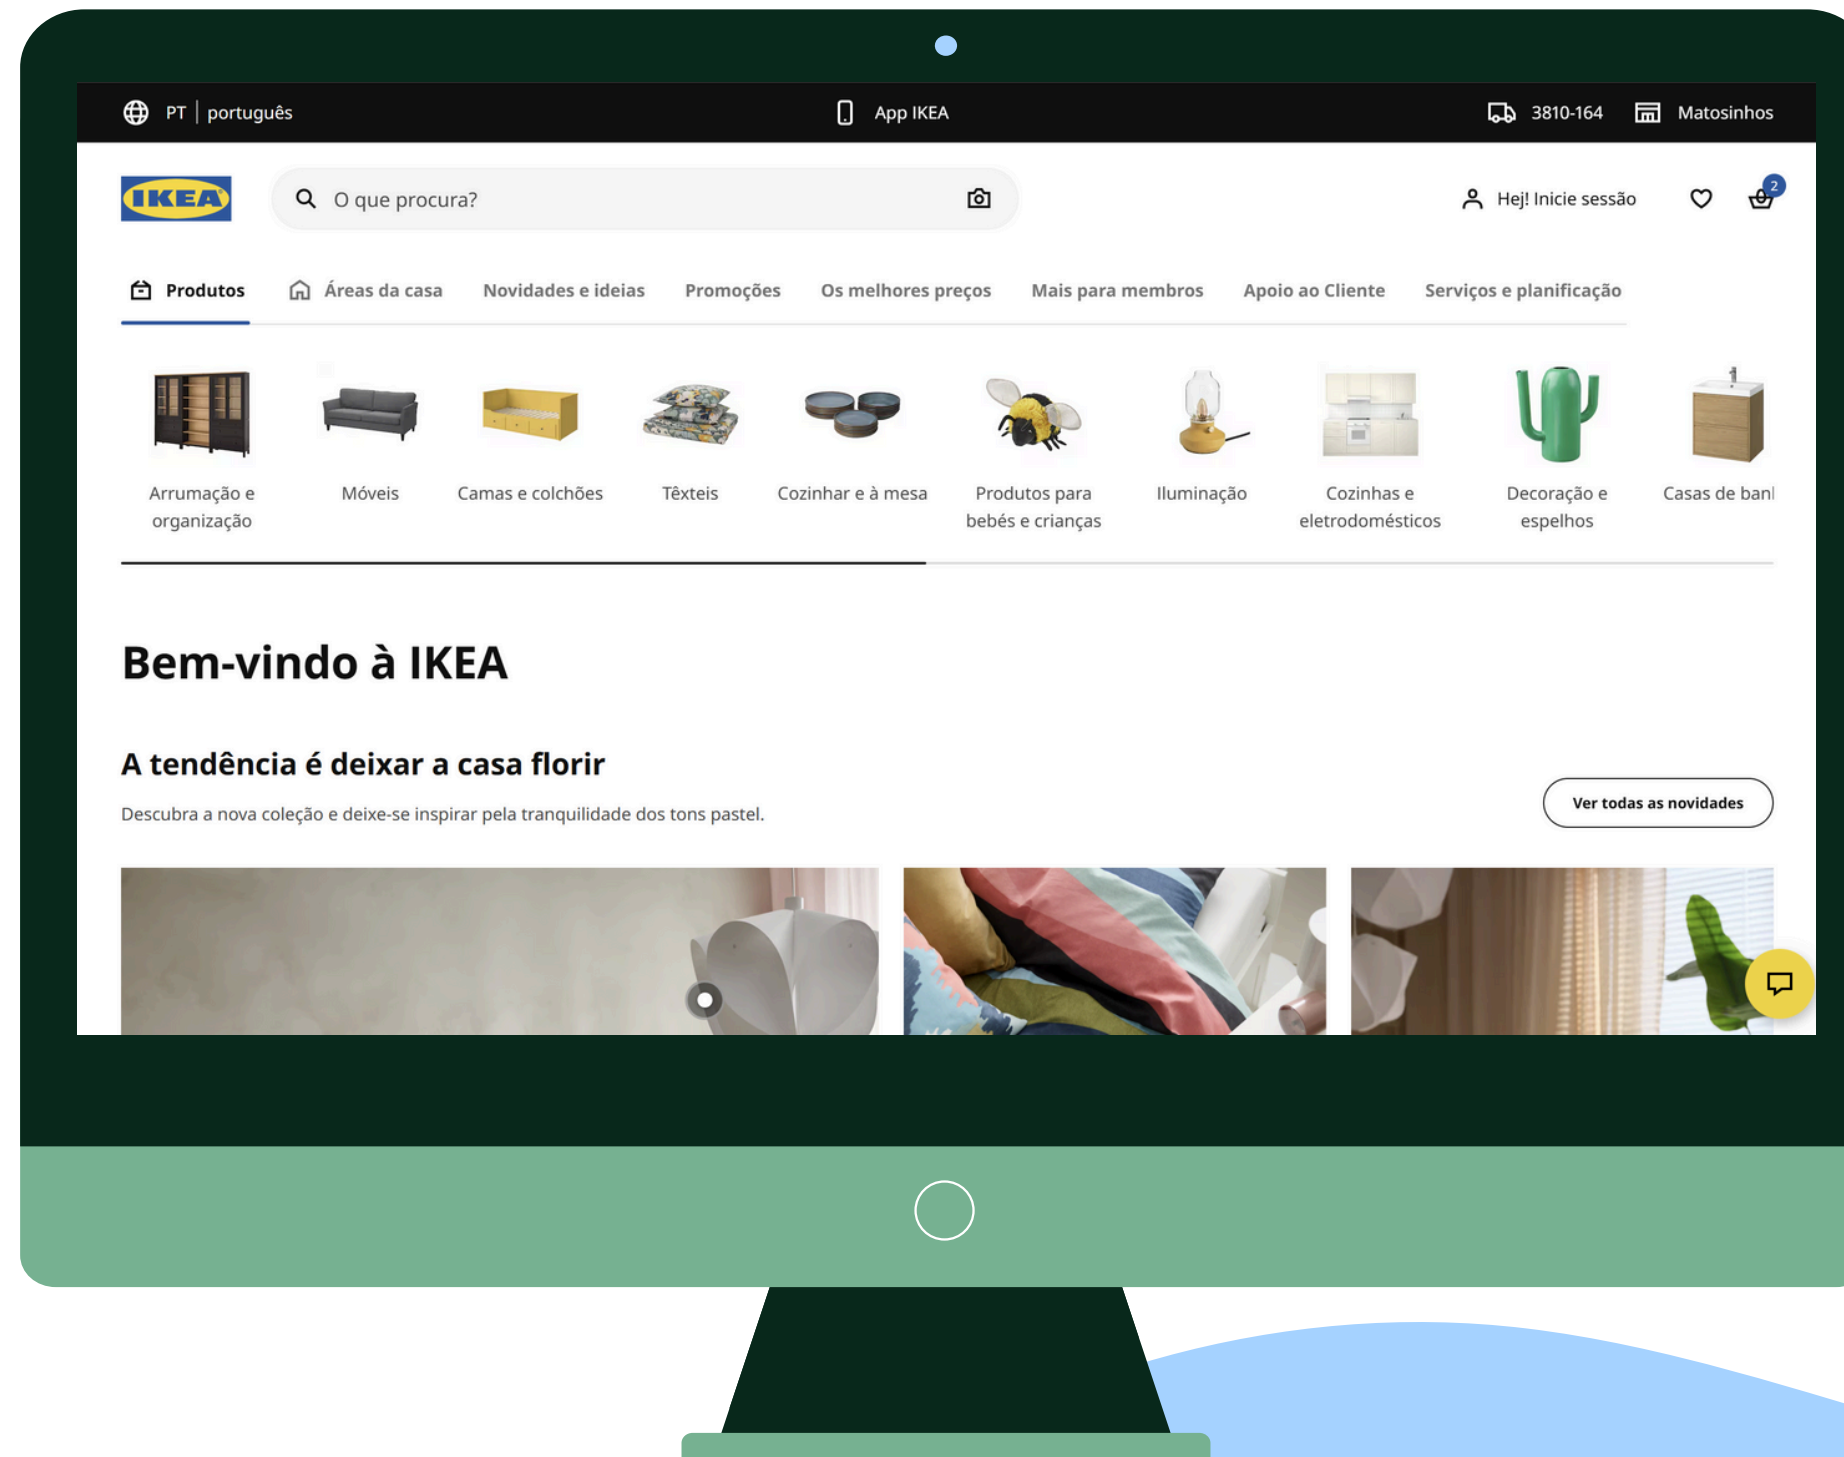 PT | português
App IKEA
3810-164
Matosinhos
IKEA
O que procura?
Hej! Inicie sessão
2
Produtos
Áreas da casa
Novidades e ideias
Promoções
Os melhores preços
Mais para membros
Apoio ao Cliente
Serviços e planificação
Arrumação e
organização
Móveis
Camas e colchões
Têxteis
Cozinhar e à mesa
Produtos para
bebés e crianças
Iluminação
Cozinhas e
eletrodomésticos
Decoração e
espelhos
Casas de ban
Bem-vindo à IKEA
A tendência é deixar a casa florir
Descubra a nova coleção e deixe-se inspirar pela tranquilidade dos tons pastel.
Ver todas as novidades